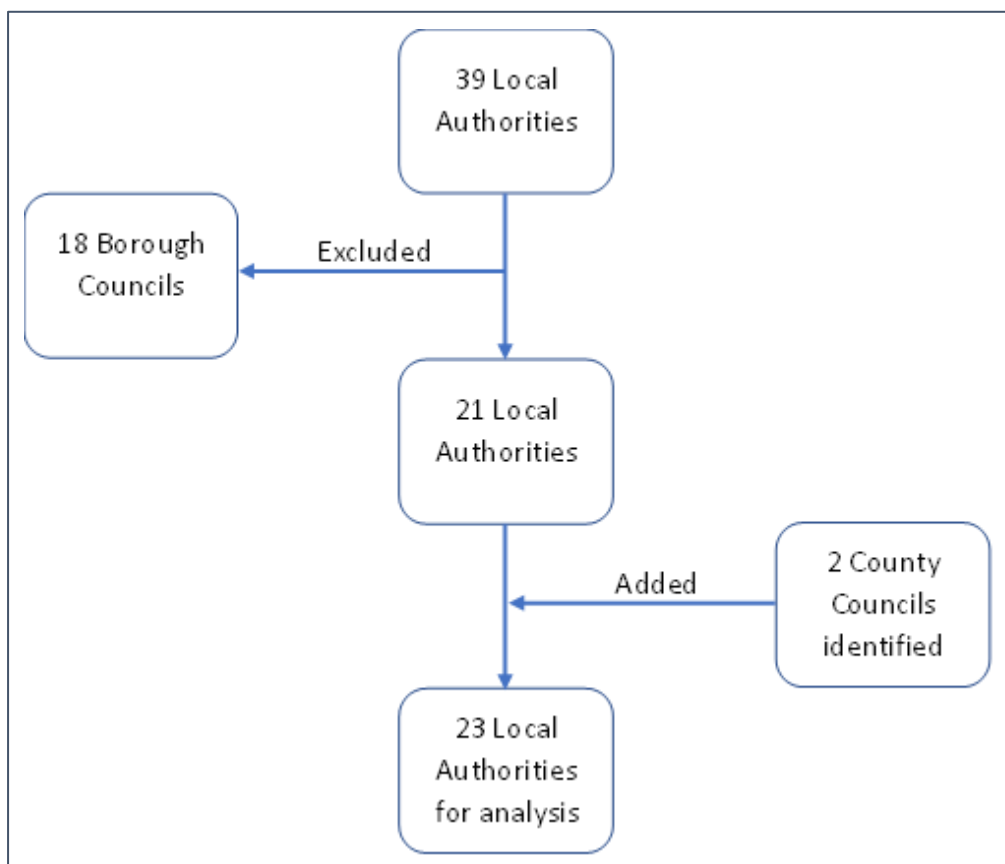 39 Local
Authorities
18 Borough
Councils
Excluded
21 Local
Authorities
Added
2 County
Councils
identified
23 Local
Authorities
for analysis